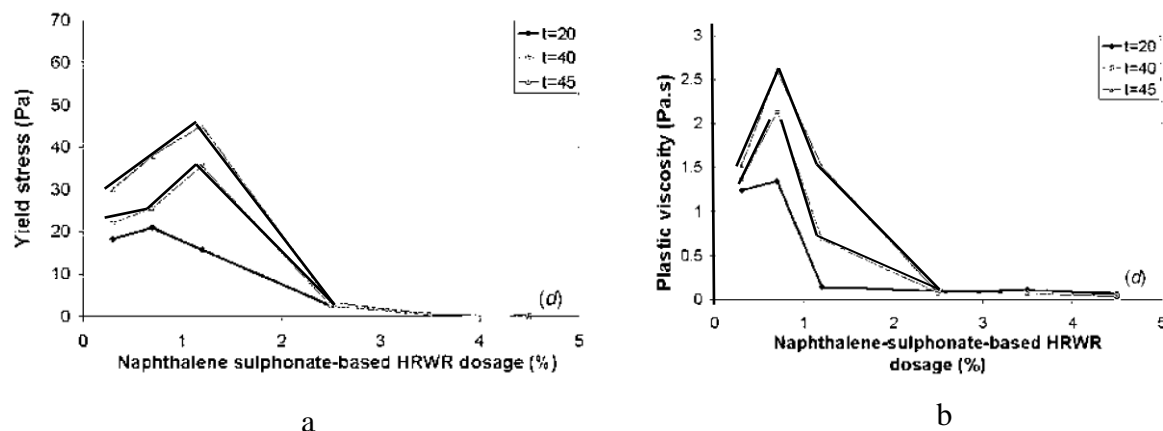 70
60
50
40
30
20
10
0
Yield stress (Pa)
t=20
t=40
t=45
(d)
0 1 2 3 4 5
Naphthalene sulphonate-based HRWR dosage (%)
a
3
2.5
2
1.5
1
0.5
0
Plastic viscosity (Pa.s)
t=20
t=40
t=45
(d)
0 1 2 3 4 5
Naphthalene-sulphonate-based HRWR
dosage (%)
b